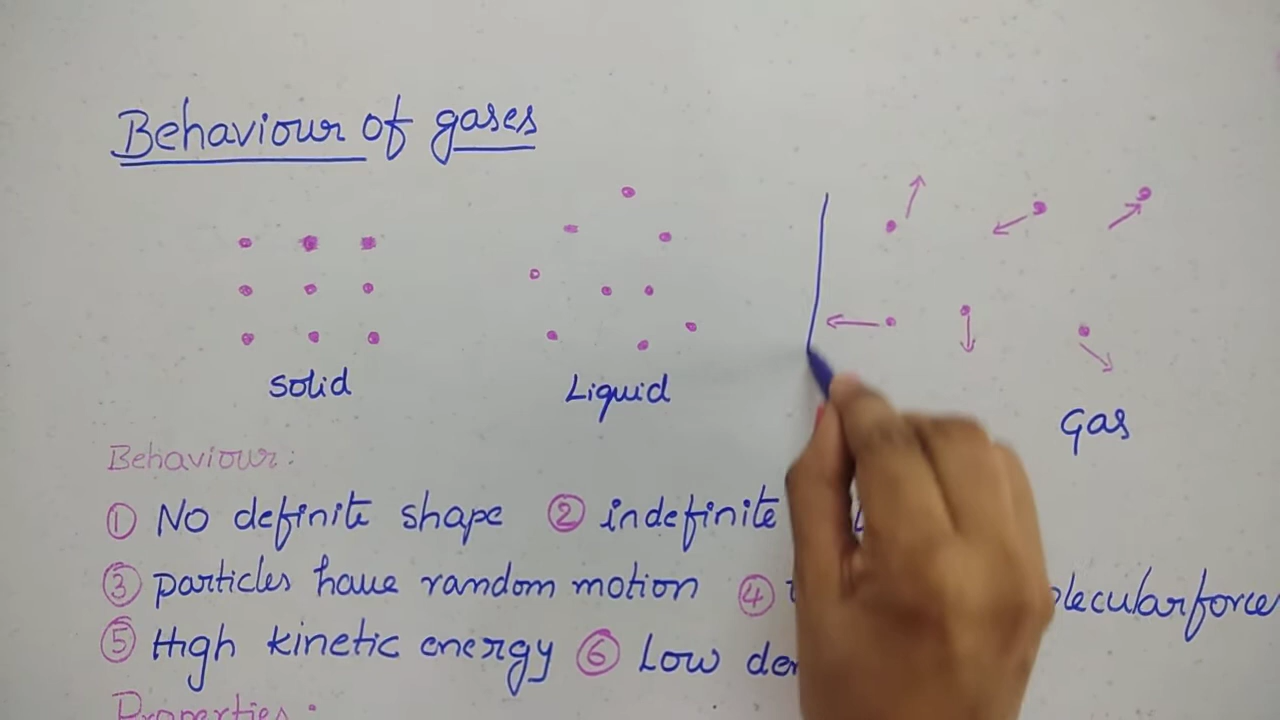 Behaviour of gases
Solid Liquid Gas
Behaviour:
① No definite shape ② indefinite
③ particles have random motion ④
⑤ High kinetic energy ⑥ Low
Properties: